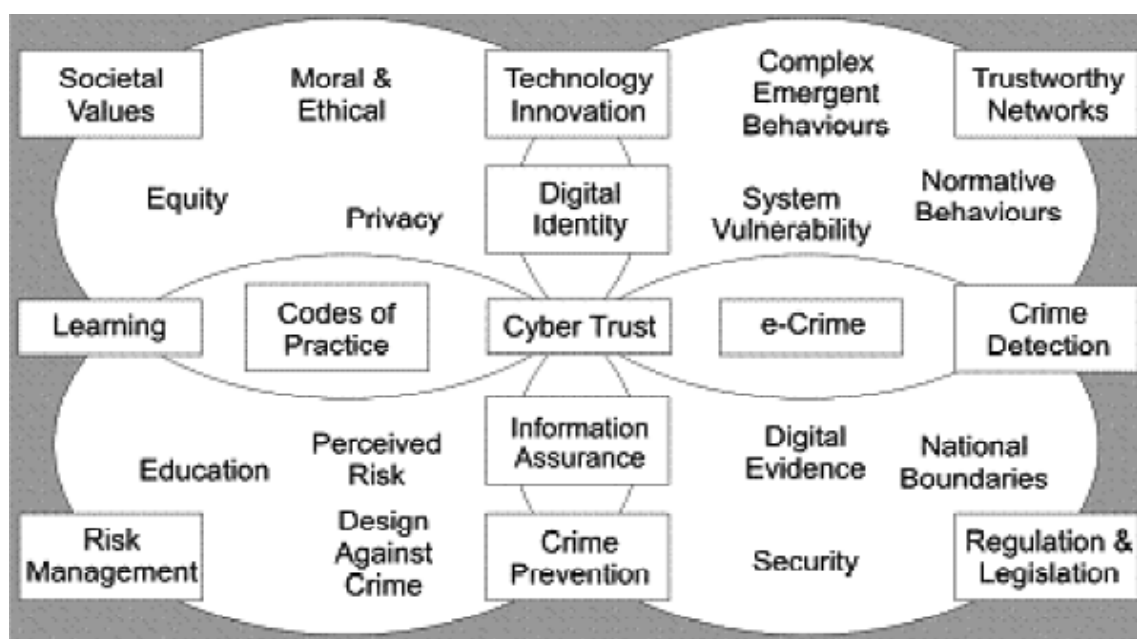 Societal
Values
Moral &
Ethical
Technology
Innovation
Complex
Emergent
Behaviours
Trustworthy
Networks
Equity
Privacy
Digital
Identity
System
Vulnerability
Normative
Behaviours
Learning
Codes of
Practice
Cyber Trust
e-Crime
Crime
Detection
Education
Perceived
Risk
Information
Assurance
Digital
Evidence
National
Boundaries
Risk
Management
Design
Against
Crime
Crime
Prevention
Security
Regulation &
Legislation